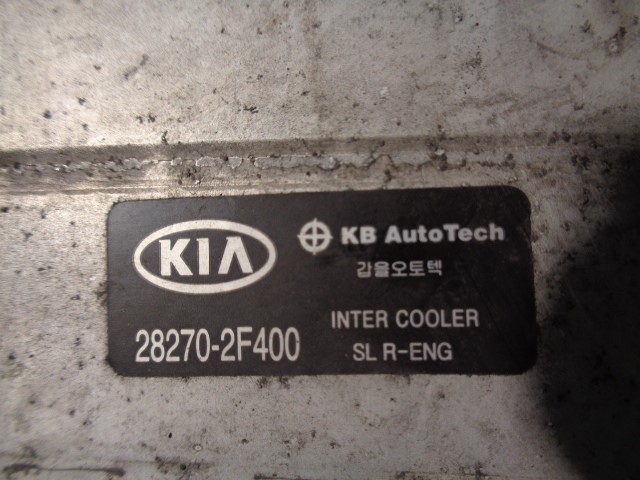 KIA
KB AutoTech
갑을오토텍
28270-2F400
INTER COOLER
SL R-ENG